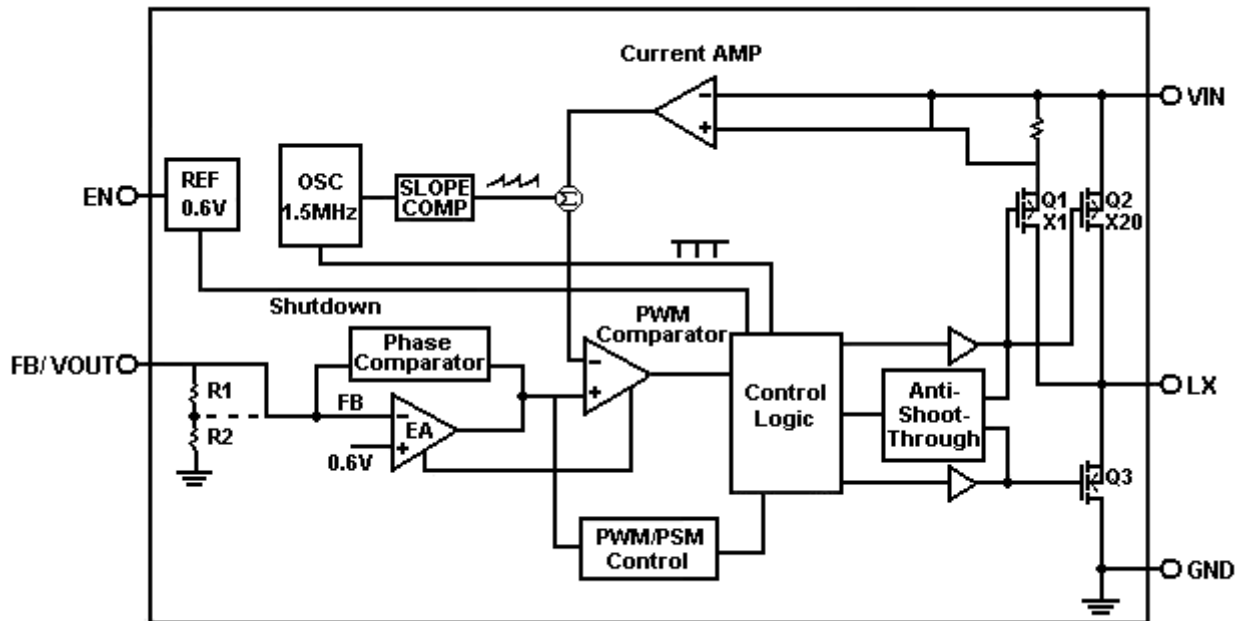 Current AMP
−
+
VIN
EN
REF
0.6V
OSC
1.5MHz
SLOPE
COMP
Σ
Q1
X1
Q2
X20
Shutdown
PWM
Comparator
FB/ VOUT
R1
R2
Phase
Comparator
FB
−
EA
+
0.6V
−
+
Control
Logic
Anti-
Shoot-
Through
LX
Q3
PWM/PSM
Control
GND